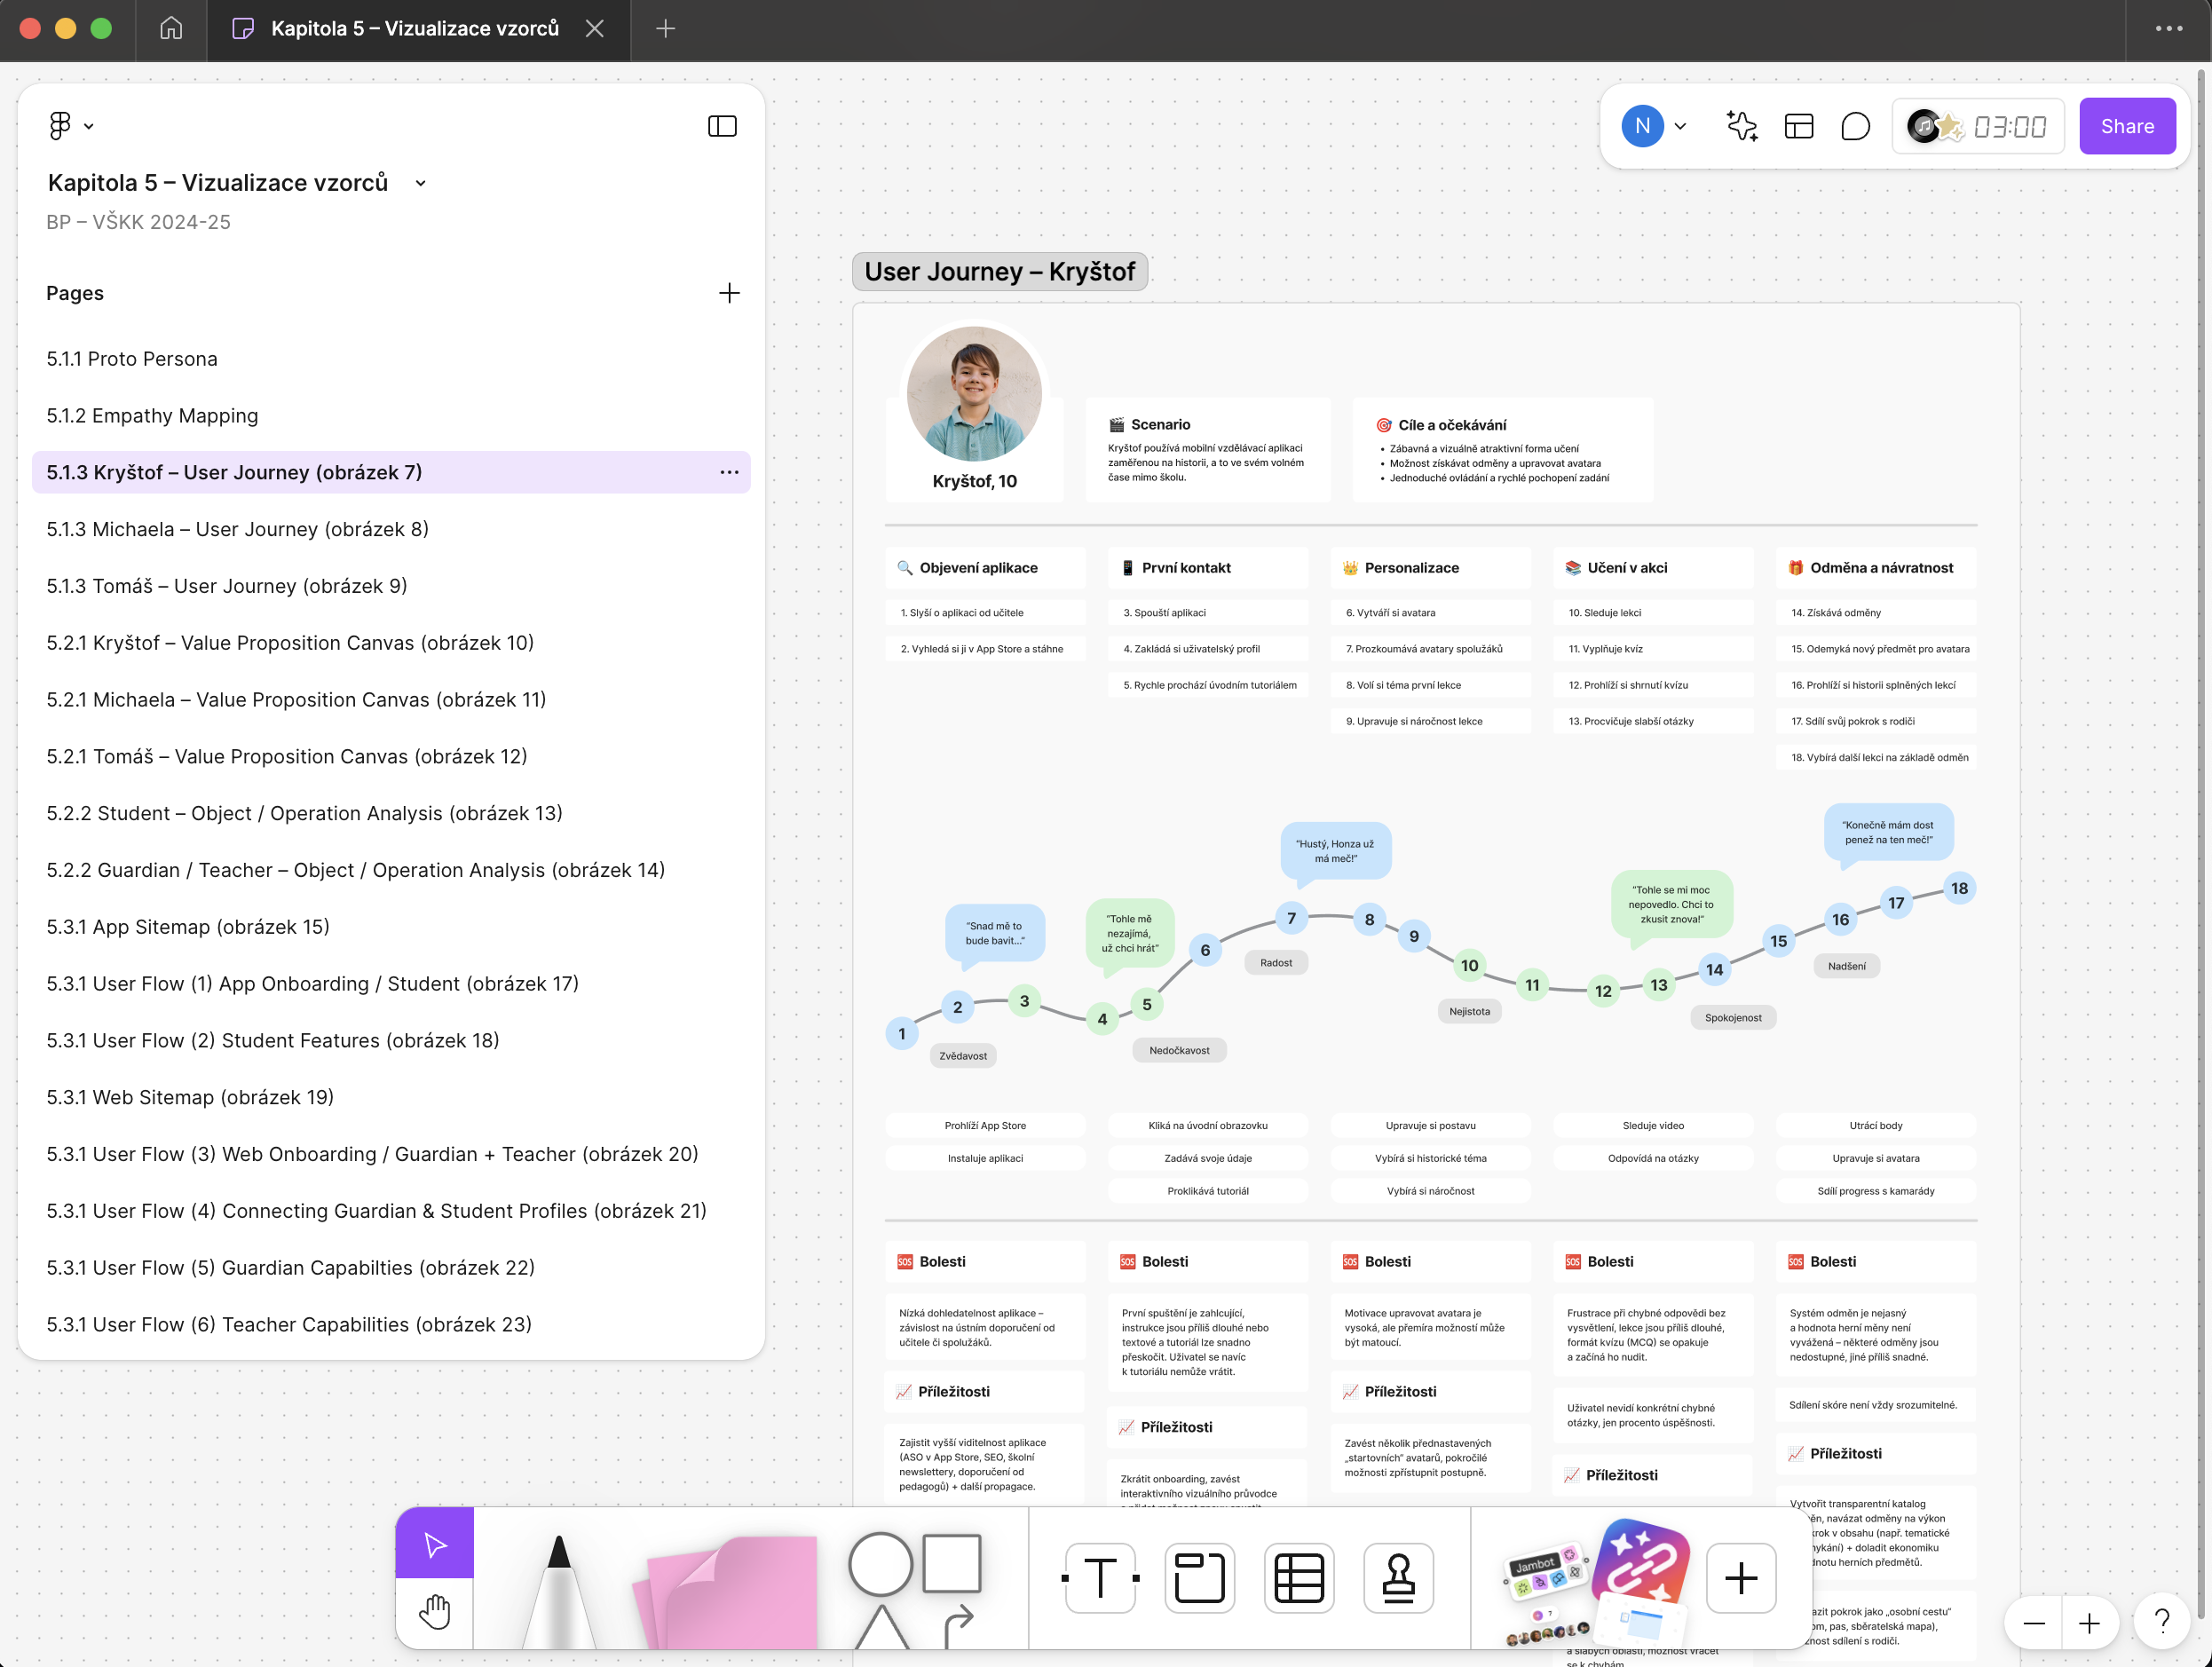 Kapitola 5 – Vizualizace vzorců
N
03:00
Share
Kapitola 5 – Vizualizace vzorců
BP – VŠKK 2024-25
Pages
5.1.1 Proto Persona
5.1.2 Empathy Mapping
5.1.3 Kryštof – User Journey (obrázek 7)
5.1.3 Michaela – User Journey (obrázek 8)
5.1.3 Tomáš – User Journey (obrázek 9)
5.2.1 Kryštof – Value Proposition Canvas (obrázek 10)
5.2.1 Michaela – Value Proposition Canvas (obrázek 11)
5.2.1 Tomáš – Value Proposition Canvas (obrázek 12)
5.2.2 Student – Object / Operation Analysis (obrázek 13)
5.2.2 Guardian / Teacher – Object / Operation Analysis (obrázek 14)
5.3.1 App Sitemap (obrázek 15)
5.3.1 User Flow (1) App Onboarding / Student (obrázek 17)
5.3.1 User Flow (2) Student Features (obrázek 18)
5.3.1 Web Sitemap (obrázek 19)
5.3.1 User Flow (3) Web Onboarding / Guardian + Teacher (obrázek 20)
5.3.1 User Flow (4) Connecting Guardian & Student Profiles (obrázek 21)
5.3.1 User Flow (5) Guardian Capabilties (obrázek 22)
5.3.1 User Flow (6) Teacher Capabilities (obrázek 23)
User Journey – Kryštof
Kryštof, 10
🎬 Scenario
Kryštof používá mobilní vzdělávací aplikaci
zaměřenou na historii, a to ve svém volném
čase mimo školu.
🎯 Cíle a očekávání
• Zábavná a vizuálně atraktivní forma učení
• Možnost získávat odměny a upravovat avatara
• Jednoduché ovládání a rychlé pochopení zadání
🔍 Objevení aplikace
1. Slyší o aplikaci od učitele
2. Vyhledá si ji v App Store a stáhne
📱 První kontakt
3. Spouští aplikaci
4. Zakládá si uživatelský profil
5. Rychle prochází úvodním tutoriálem
👑 Personalizace
6. Vytváří si avatara
7. Prozkoumává avatary spolužáků
8. Volí si téma první lekce
9. Upravuje si náročnost lekce
📚 Učení v akci
10. Sleduje lekci
11. Vyplňuje kvíz
12. Prohlíží si shrnutí kvízu
13. Procvičuje slabší otázky
🎁 Odměna a návratnost
14. Získává odměny
15. Odemyká nový předmět pro avatara
16. Prohlíží si historii splněných lekcí
17. Sdílí svůj pokrok s rodiči
18. Vybírá další lekci na základě odměn
"Snad mě to
bude bavit..."
"Tohle mě
nezajímá,
už chci hrát"
"Hustý, Honza už
má meč!"
"Tohle se mi moc
nepovedlo. Chci to
zkusit znova!"
"Konečně mám dost
penež na ten meč!"
1
2
3
4
5
6
7
8
9
10
11
12
13
14
15
16
17
18
Zvědavost
Nedočkavost
Radost
Nejistota
Spokojenost
Nadšení
Prohlíží App Store
Instaluje aplikaci
Kliká na úvodní obrazovku
Zadává svoje údaje
Proklikává tutoriál
Upravuje si postavu
Vybírá si historické téma
Vybírá si náročnost
Sleduje video
Odpovídá na otázky
Utrácí body
Upravuje si avatara
Sdílí progress s kamarády
🆘 Bolesti
Nízká dohledatelnost aplikace –
závislost na ústním doporučení od
učitele či spolužáků.
📈 Příležitosti
Zajistit vyšší viditelnost aplikace
(ASO v App Store, SEO, školní
newslettery, doporučení od
pedagogů) + další propagace.
🆘 Bolesti
První spuštění je zahlcující,
instrukce jsou příliš dlouhé nebo
textové a tutoriál lze snadno
přeskočit. Uživatel se navíc
k tutoriálu nemůže vrátit.
📈 Příležitosti
Zkrátit onboarding, zavést
interaktivního vizuálního průvodce
🆘 Bolesti
Motivace upravovat avatara je
vysoká, ale přemíra možností může
být matoucí.
📈 Příležitosti
Zavést několik přednastavených
„startovních" avatarů, pokročilé
možnosti zpřístupnit postupně.
🆘 Bolesti
Frustrace při chybné odpovědi bez
vysvětlení, lekce jsou příliš dlouhé,
formát kvízu (MCQ) se opakuje
a začíná ho nudit.
Uživatel nevidí konkrétní chybné
otázky, jen procento úspěšnosti.
📈 Příležitosti
a slabých oblastí, možnost vracet
se k chybám.
🆘 Bolesti
Systém odměn je nejasný
a hodnota herní měny není
vyvážená – některé odměny jsou
nedostupné, jiné příliš snadné.
Sdílení skóre není vždy srozumitelné.
📈 Příležitosti
Vytvořit transparentní katalog
navázat odměny na výkon
v obsahu (např. tematické
+ doladit ekonomiku
herních předmětů.
pokrok jako „osobní cestu"
pas, sběratelská mapa),
sdílení s rodiči.
T
Jambot
?